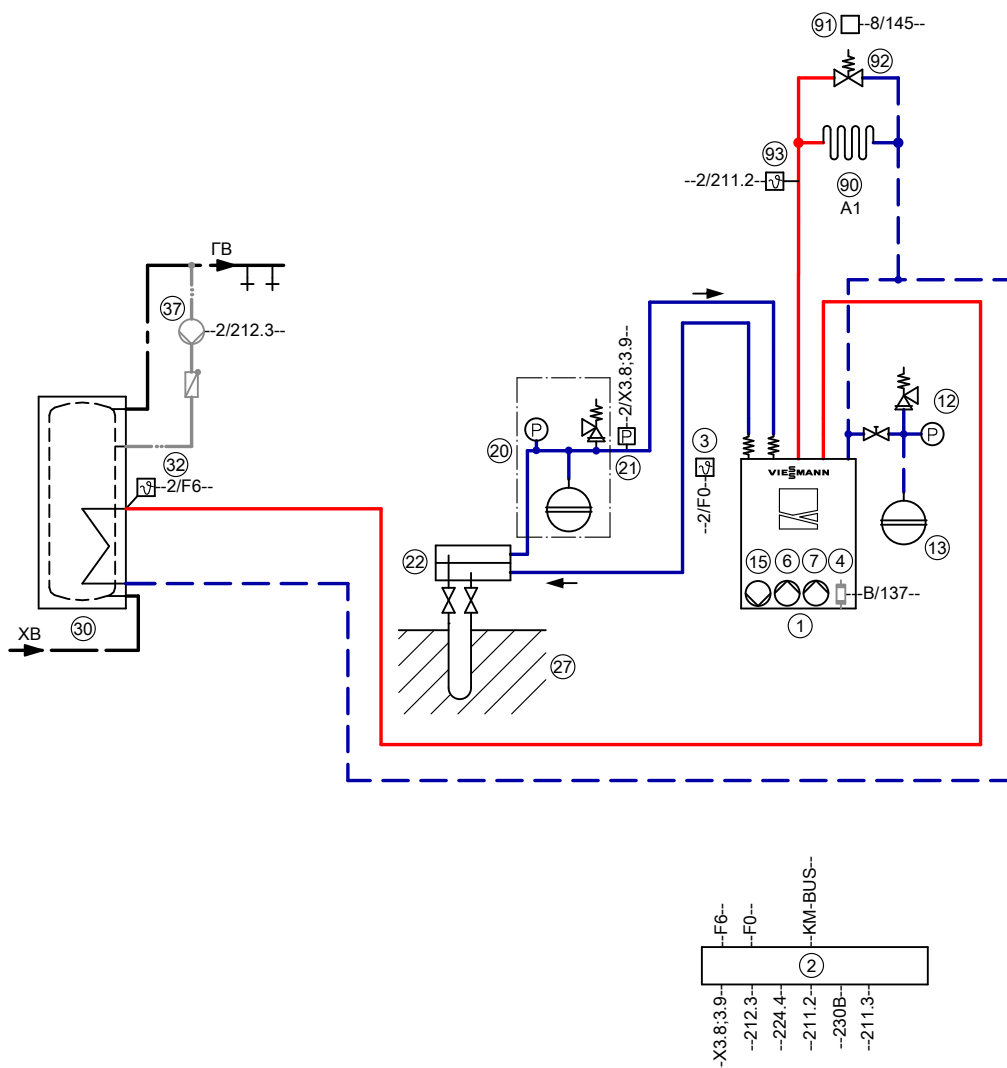 91 --8/145--
92
93
--2/211.2--
90
A1
ГВ
37
--2/212.3--
--2/X3.8;3.9--
20
P
P
21
3
--2/F0--
12
P
32
--2/F6--
VIESSMANN
13
22
15 6 7 4
--B/137--
1
30
ХВ
27
--F6--
--F0--
--KM-BUS--
2
-X3.8;3.9--
--212.3--
--224.4--
--211.2--
--230B--
--211.3--